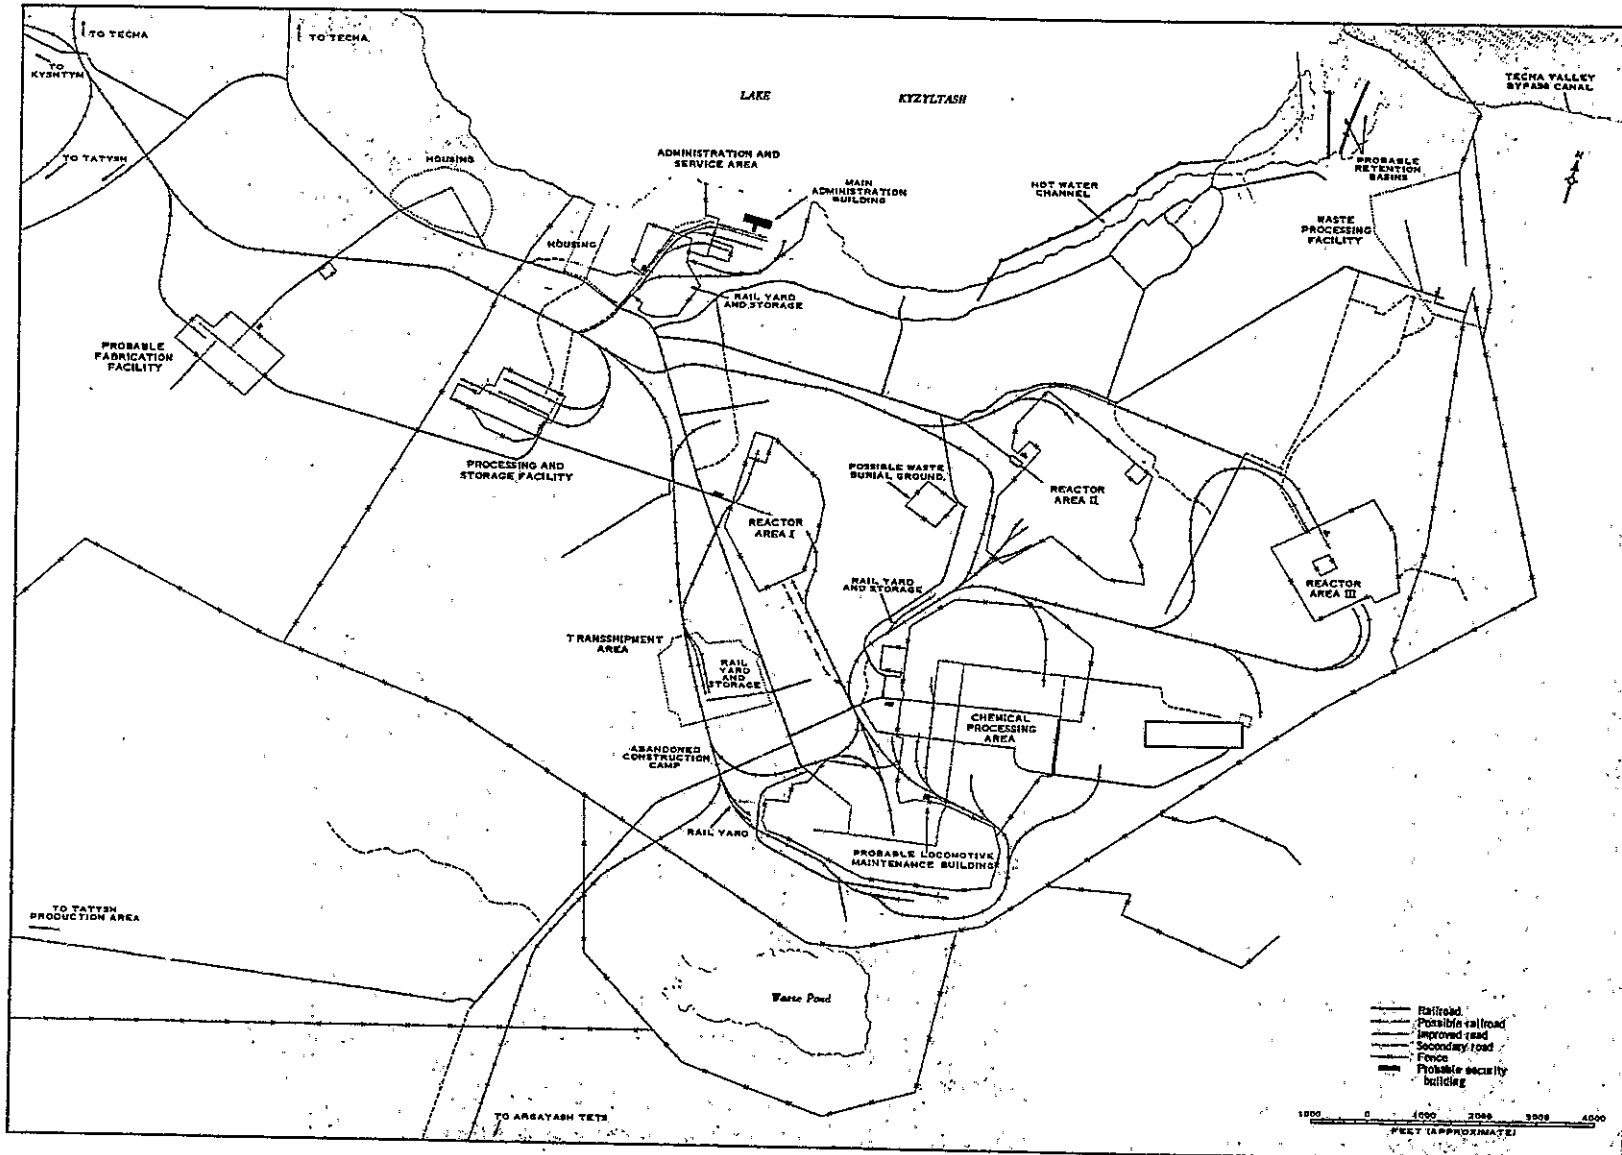 TO TECHA
TO TECHA
TO
KYSHTYM
LAKE KYZYLTASH
TECHA VALLEY
BYPASS CANAL
TO TATYSH
HOUSING
ADMINISTRATION AND
SERVICE AREA
MAIN
ADMINISTRATION
BUILDING
HOT WATER
CHANNEL
PROBABLE
RETENTION
BASINS
N
WASTE
PROCESSING
FACILITY
HOUSING
RAIL YARD
AND STORAGE
PROBABLE
FABRICATION
FACILITY
PROCESSING AND
STORAGE FACILITY
POSSIBLE WASTE
BURIAL GROUND
REACTOR
AREA II
REACTOR
AREA I
RAIL YARD
AND STORAGE
REACTOR
AREA III
TRANSSHIPMENT
AREA
RAIL
YARD
AND
STORAGE
CHEMICAL
PROCESSING
AREA
ABANDONED
CONSTRUCTION
CAMP
RAIL YARD
PROBABLE LOCOMOTIVE
MAINTENANCE BUILDING
TO TATYSH
PRODUCTION AREA
Waste Pond
Railroad
Possible railroad
Improved road
Secondary road
Fence
Probable security
building
TO ARGAYASH TETS
1000 0 1000 2000 3000 4000
FEET (APPROXIMATE)